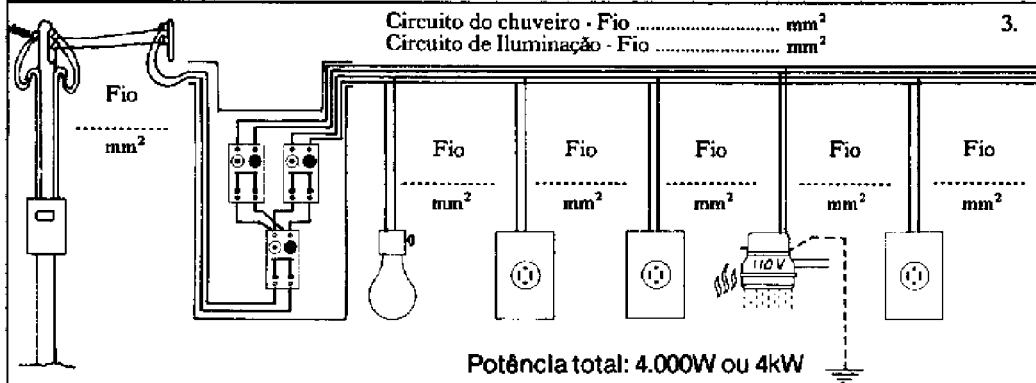 Circuito do chuveiro - Fio ........................ mm²
Circuito de Iluminação - Fio ..................... mm²
3.
Fio
mm²
Fio
mm²
Fio
mm²
Fio
mm²
Fio
mm²
Fio
mm²
110V
Potência total: 4.000W ou 4kW